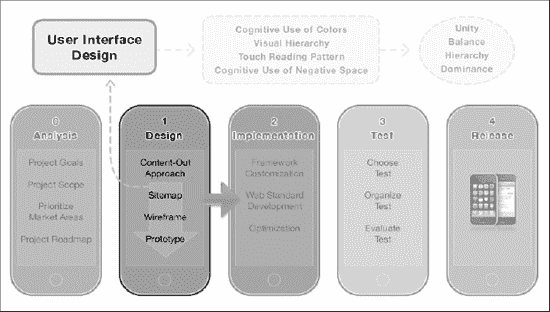 User Interface
Design
Cognitive Use of Colors
Visual Hierarchy
Touch Reading Pattern
Cognitive Use of Negative Space
Unity
Balance
Hierarchy
Dominance
0
Analysis
Project Goals
Project Scope
Prioritize
Market Areas
Project Roadmap
1
Design
Content-Out
Approach
Sitemap
Wireframe
Prototype
2
Implementation
Framework
Customization
Web Standard
Development
Optimization
3
Test
Choose
Test
Organize
Test
Evaluate
Test
4
Release